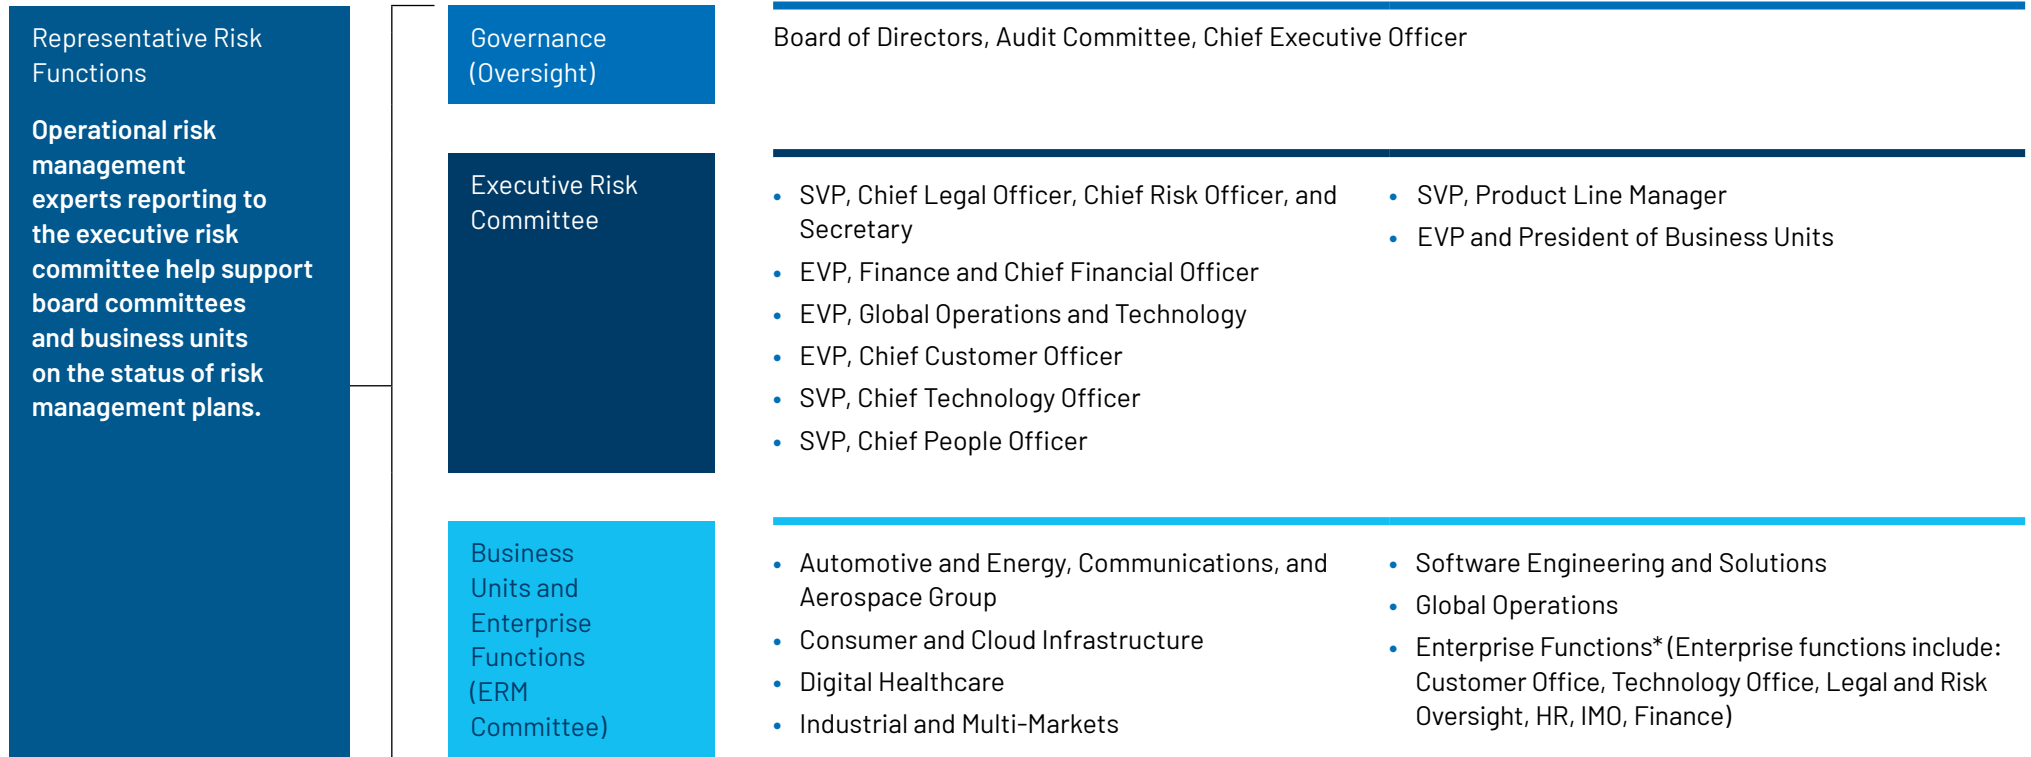 Representative Risk
Functions
Operational risk
management
experts reporting to
the executive risk
committee help support
board committees
and business units
on the status of risk
management plans.
Governance
(Oversight)
Board of Directors, Audit Committee, Chief Executive Officer
Executive Risk
Committee
• SVP, Chief Legal Officer, Chief Risk Officer, and
Secretary
• EVP, Finance and Chief Financial Officer
• EVP, Global Operations and Technology
• EVP, Chief Customer Officer
• SVP, Chief Technology Officer
• SVP, Chief People Officer
• SVP, Product Line Manager
• EVP and President of Business Units
Business
Units and
Enterprise
Functions
(ERM
Committee)
• Automotive and Energy, Communications, and
Aerospace Group
• Consumer and Cloud Infrastructure
• Digital Healthcare
• Industrial and Multi-Markets
• Software Engineering and Solutions
• Global Operations
• Enterprise Functions* (Enterprise functions include:
Customer Office, Technology Office, Legal and Risk
Oversight, HR, IMO, Finance)